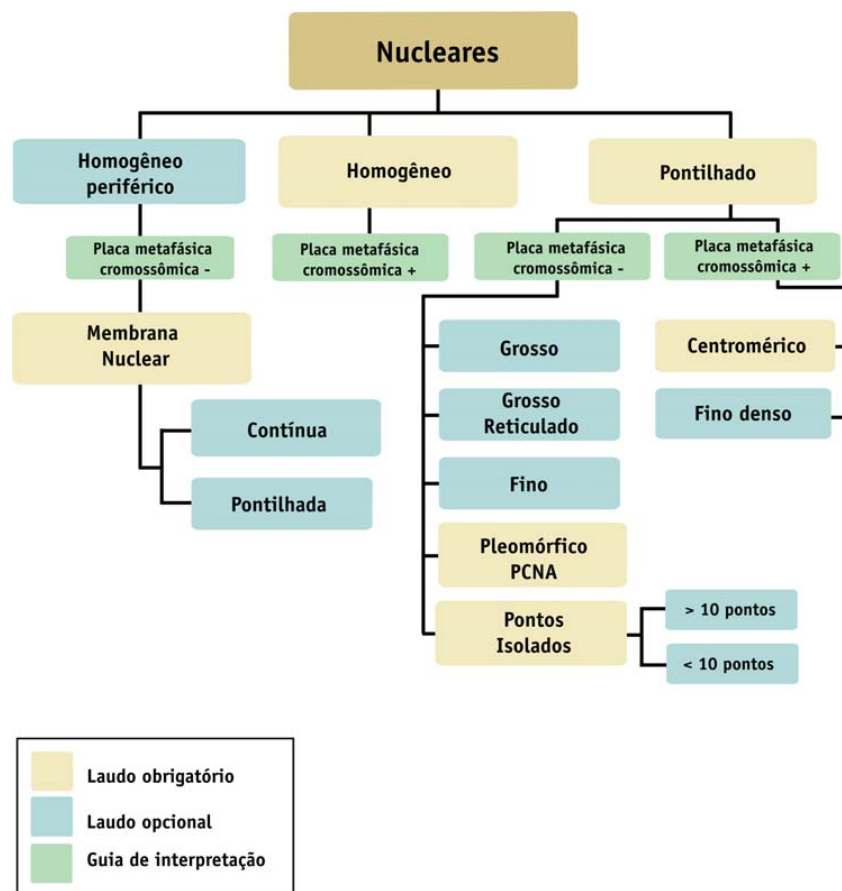 Nucleares
Homogêneo
periférico
Homogêneo
Pontilhado
Placa metafásica
cromossômica -
Placa metafásica
cromossômica +
Placa metafásica
cromossômica -
Placa metafásica
cromossômica +
Membrana
Nuclear
Contínua
Pontilhada
Grosso
Grosso
Reticulado
Fino
Pleomórfico
PCNA
Pontos
Isolados
Centromérico
Fino denso
> 10 pontos
< 10 pontos
Laudo obrigatório
Laudo opcional
Guia de interpretação